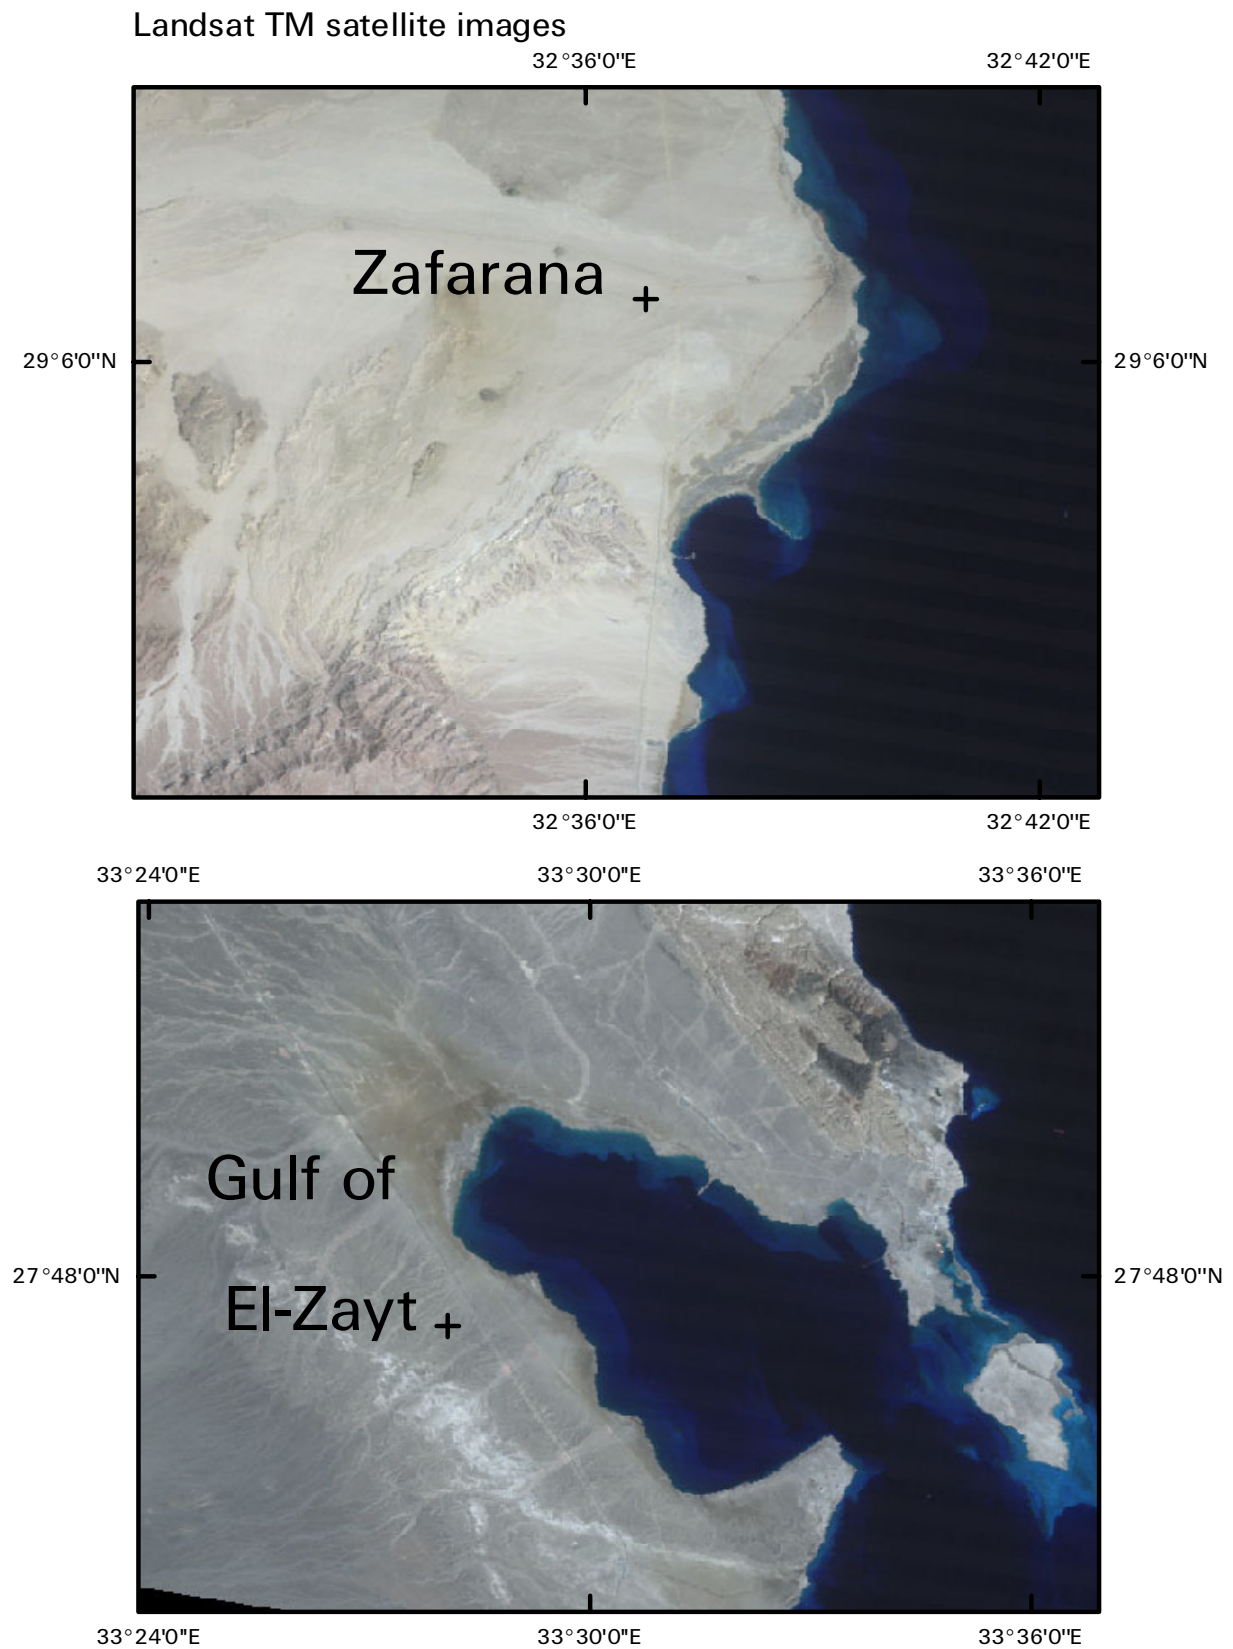 Landsat TM satellite images
32°36'0"E 32°42'0"E
Zafarana
29°6'0"N 29°6'0"N
32°36'0"E 32°42'0"E
33°24'0"E 33°30'0"E 33°36'0"E
Gulf of
27°48'0"N 27°48'0"N
El-Zayt
33°24'0"E 33°30'0"E 33°36'0"E